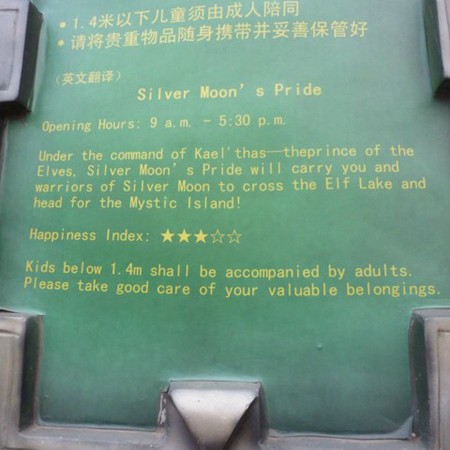 • 1.4米以下儿童须由成人陪同
• 请将贵重物品随身携带并妥善保管好
（英文翻译）
Silver Moon’s Pride
Opening Hours: 9 a.m. – 5:30 p.m.
Under the command of Kael'thas—theprince of the
Elves, Silver Moon’s Pride will carry you and
warriors of Silver Moon to cross the Elf Lake and
head for the Mystic Island!
Happiness Index: ★★★☆☆
Kids below 1.4m shall be accompanied by adults.
Please take good care of your valuable belongings.